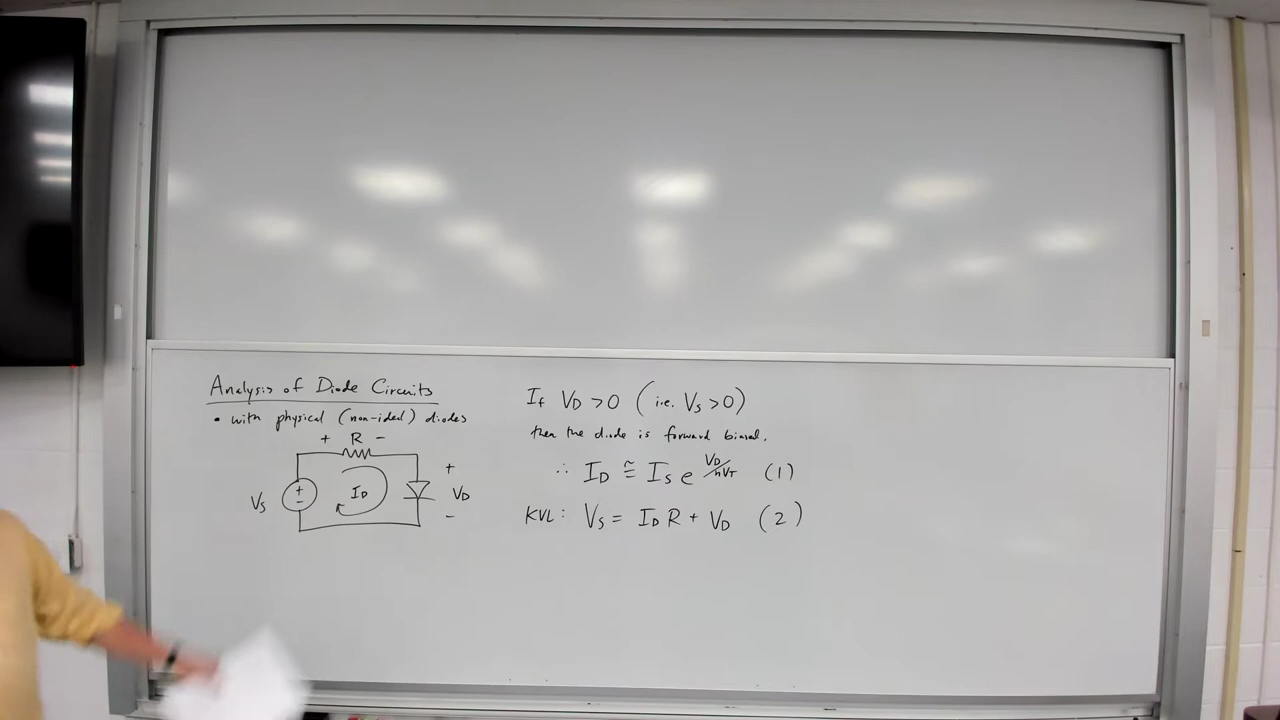 Analysis of Diode Circuits
• with physical (non-ideal) diodes
+ R -
+
Vs + - ID VD
-
If VD > 0 (i.e. Vs > 0)
then the diode is forward biased.
∴ ID ≅ Is e^(VD/nVT) (1)
KVL: Vs = ID R + VD (2)